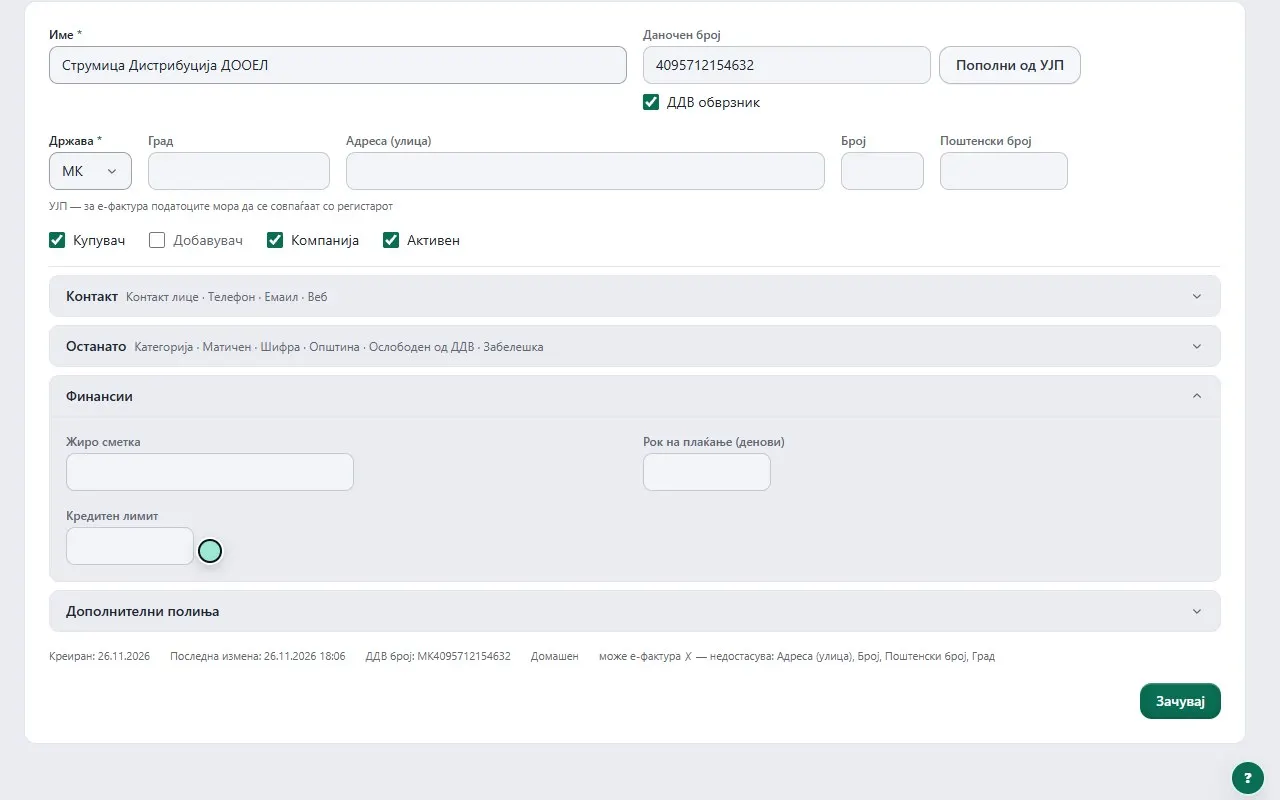 Име *
Даночен број
Струмица Дистрибуција ДООЕЛ
4095712154632
Пополни од УЈП
ДДВ обврзник
Држава *
Град
Адреса (улица)
Број
Поштенски број
МК
УЈП — за е-фактура податоците мора да се совпаѓаат со регистарот
Купувач
Добавувач
Компанија
Активен
Контакт Контакт лице · Телефон · Емаил · Веб
Останато Категорија · Матичен · Шифра · Општина · Ослободен од ДДВ · Забелешка
Финансии
Жиро сметка
Рок на плаќање (денови)
Кредитен лимит
Дополнителни полиња
Креиран: 26.11.2026 Последна измена: 26.11.2026 18:06 ДДВ број: МК4095712154632 Домашен може е-фактура ✗ — недостасува: Адреса (улица), Број, Поштенски број, Град
Зачувај
?